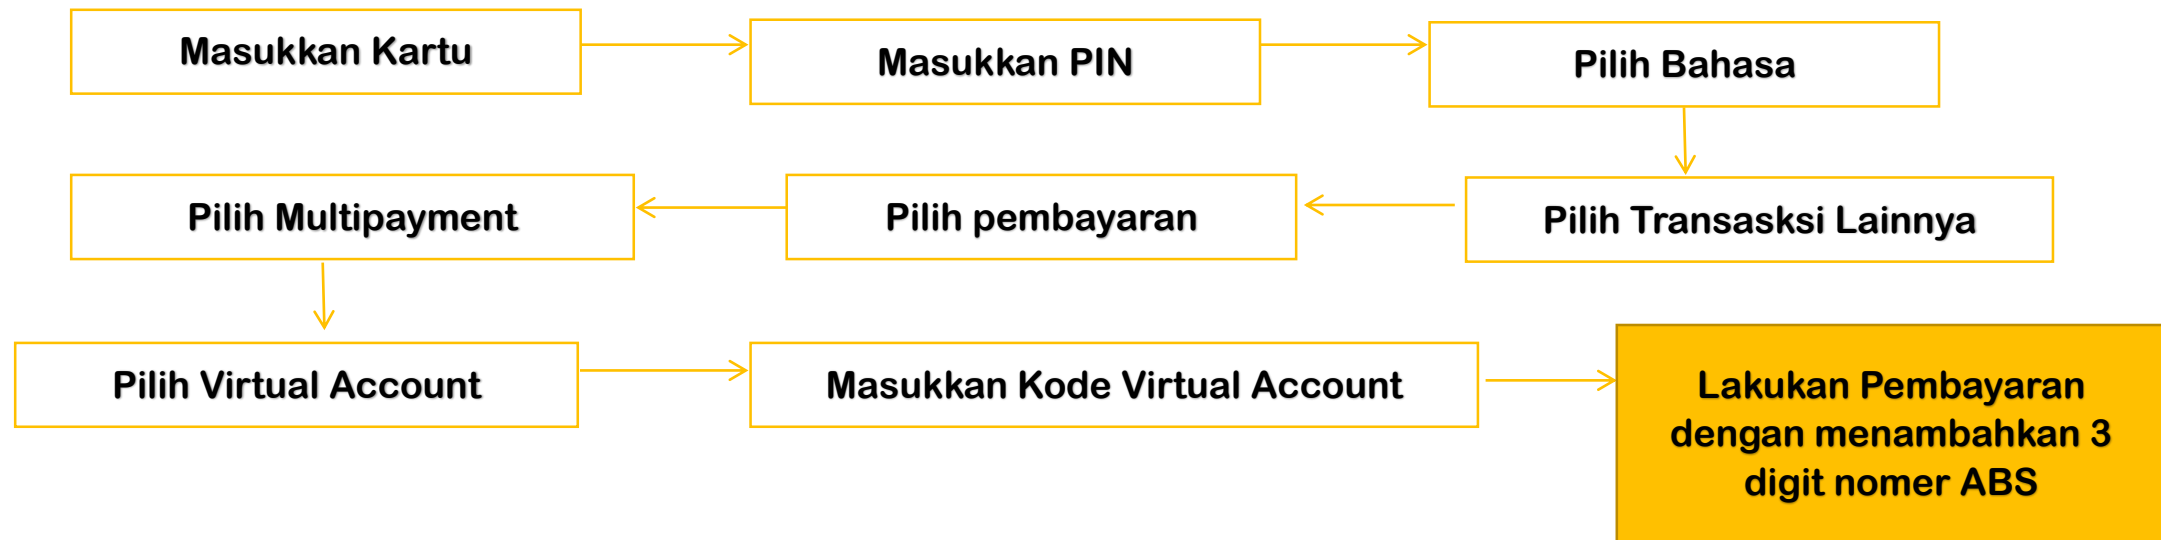 Masukkan Kartu
Masukkan PIN
Pilih Bahasa
Pilih Transasksi Lainnya
Pilih pembayaran
Pilih Multipayment
Pilih Virtual Account
Masukkan Kode Virtual Account
Lakukan Pembayaran
dengan menambahkan 3
digit nomer ABS